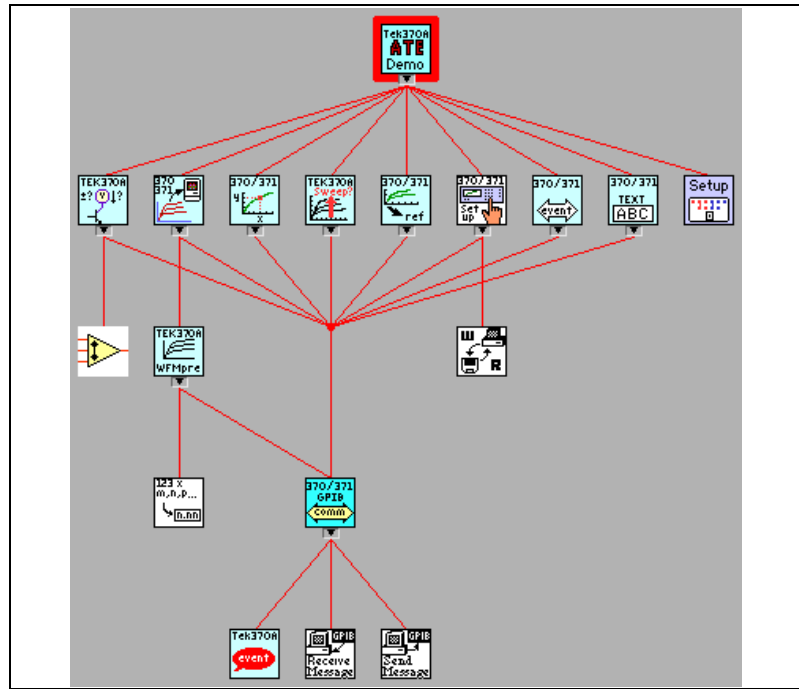 Tek370A
ATE
Demo
TEK370A
±?
V
↓?
370
371
370/371
y
x
TEK370A
Sweep?
370/371
ref
370/371
Set
up
370/371
event
370/371
TEXT
ABC
Setup
TEK370A
WFMpre
W
R
123 x
m,n,p...
n.nn
370/371
GPIB
comm
Tek370A
event
GPIB
Receive
Message
GPIB
Send
Message